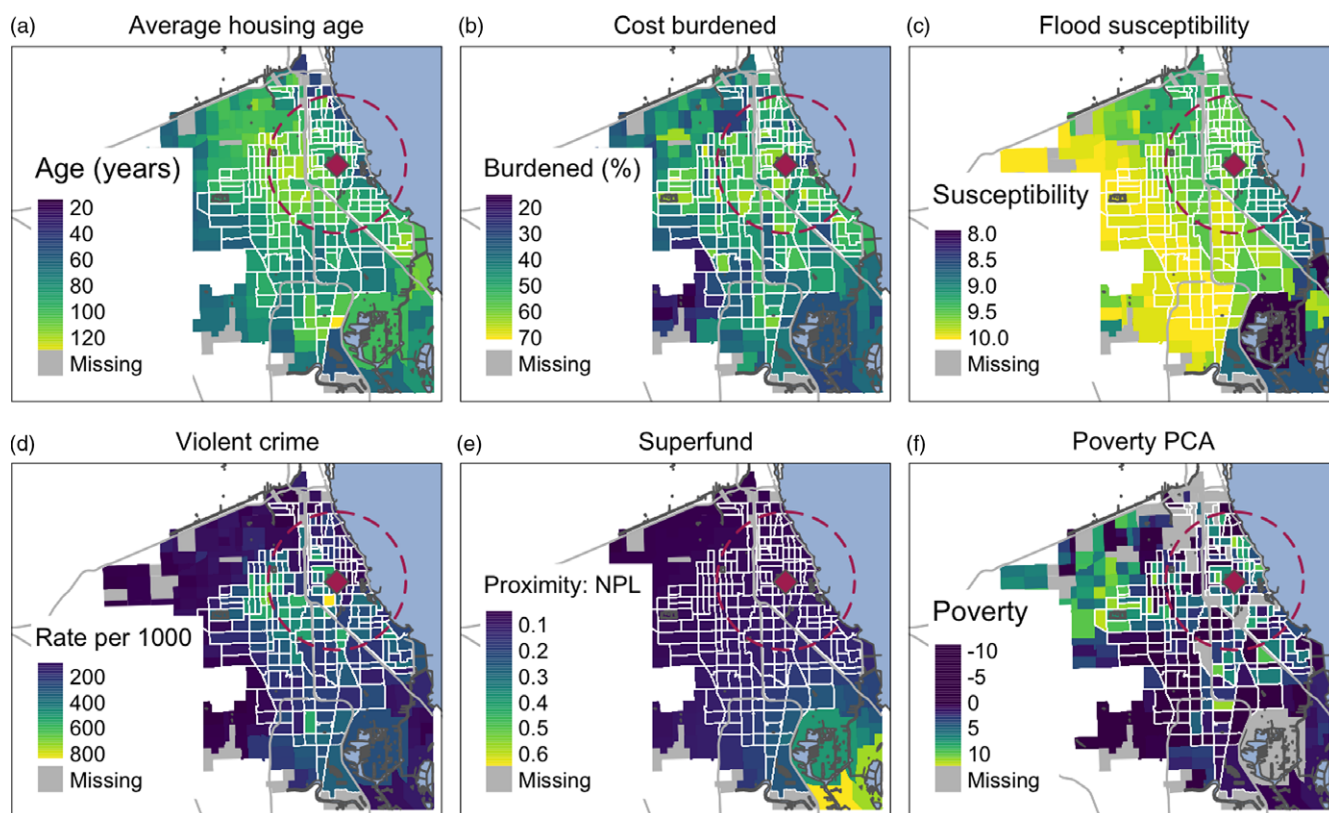 (a) Average housing age
Age (years)
20
40
60
80
100
120
Missing
(b) Cost burdened
Burdened (%)
20
30
40
50
60
70
Missing
(c) Flood susceptibility
Susceptibility
8.0
8.5
9.0
9.5
10.0
Missing
(d) Violent crime
Rate per 1000
200
400
600
800
Missing
(e) Superfund
Proximity: NPL
0.1
0.2
0.3
0.4
0.5
0.6
Missing
(f) Poverty PCA
Poverty
-10
-5
0
5
10
Missing